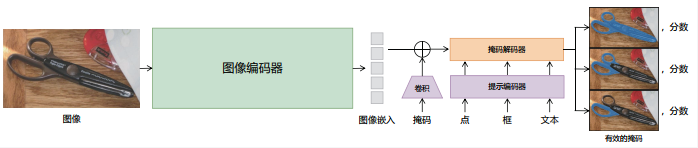 图像
图像编码器
图像嵌入
卷积
掩码
掩码解码器
提示编码器
点
框
文本
，分数
，分数
，分数
有效的掩码